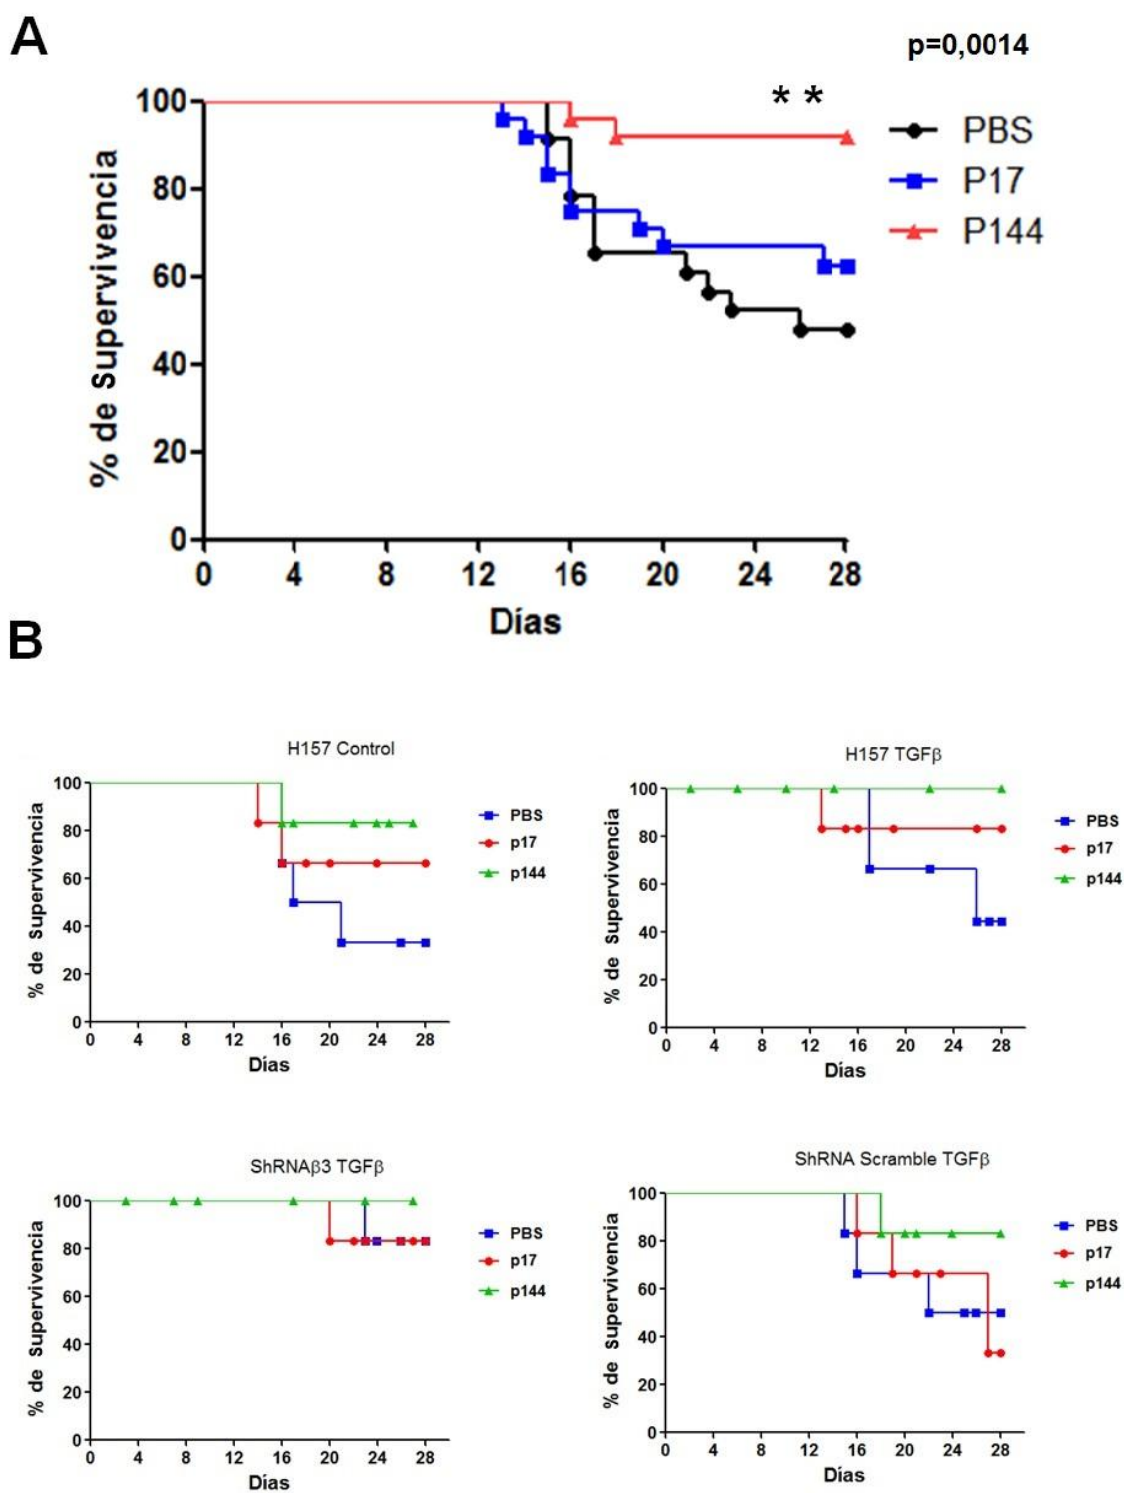 A
p=0,0014
* *
100
80
60
40
20
0
% de Supervivencia
0 4 8 12 16 20 24 28
Días
PBS
P17
P144
B
H157 Control
100
80
60
40
20
0
% de Supervivencia
0 4 8 12 16 20 24 28
Días
PBS
p17
p144
H157 TGFβ
100
80
60
40
20
0
% de Supervivencia
0 4 8 12 16 20 24 28
Días
PBS
p17
p144
ShRNAβ3 TGFβ
100
80
60
40
20
0
% de Supervivencia
0 4 8 12 16 20 24 28
Días
PBS
p17
p144
ShRNA Scramble TGFβ
100
80
60
40
20
0
% de Supervivencia
0 4 8 12 16 20 24 28
Días
PBS
p17
p144